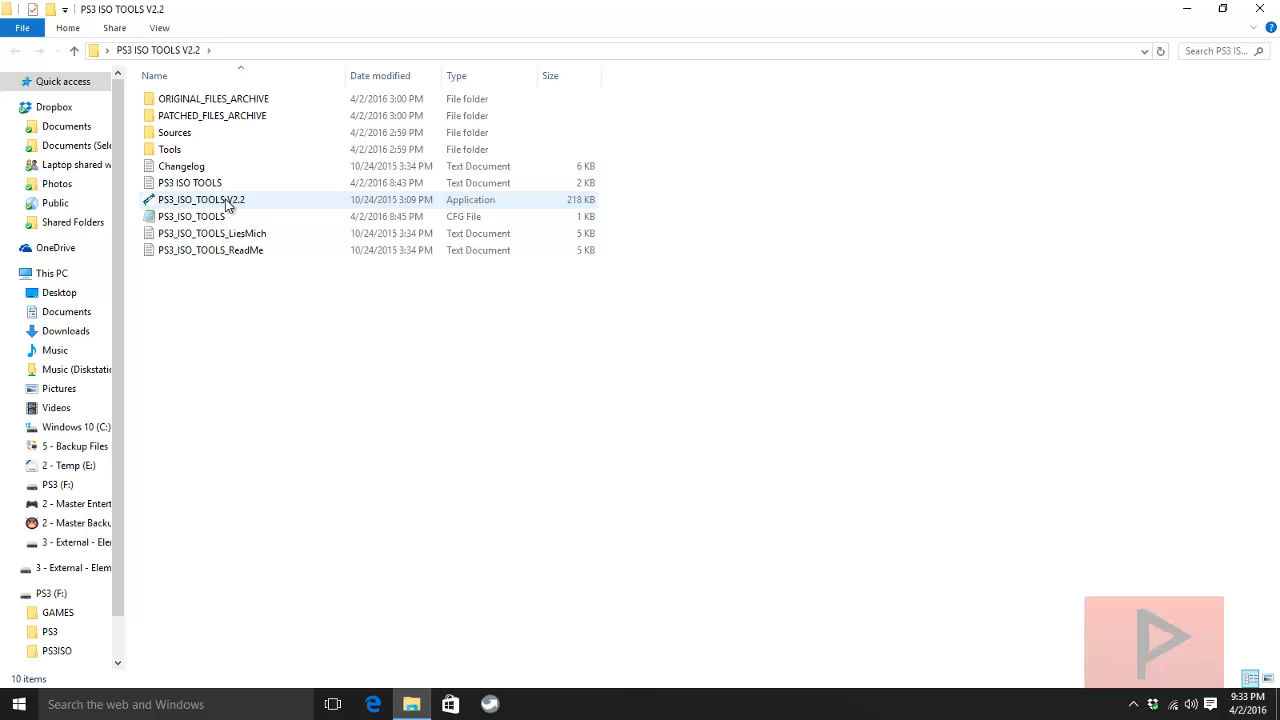 PS3 ISO TOOLS V2.2
File Home Share View
PS3 ISO TOOLS V2.2
Search PS3 IS...
Name Date modified Type Size
Quick access
Dropbox
Documents
Documents (Sele
Laptop shared w
Photos
Public
Shared Folders
OneDrive
This PC
Desktop
Documents
Downloads
Music
Music (Diskstatio
Pictures
Videos
Windows 10 (C:)
5 - Backup Files
2 - Temp (E:)
PS3 (F:)
2 - Master Entert
2 - Master Backu
3 - External - Ele
3 - External - Elem
PS3 (F:)
GAMES
PS3
PS3ISO
ORIGINAL_FILES_ARCHIVE 4/2/2016 3:00 PM File folder
PATCHED_FILES_ARCHIVE 4/2/2016 3:00 PM File folder
Sources 4/2/2016 2:59 PM File folder
Tools 4/2/2016 2:59 PM File folder
Changelog 10/24/2015 3:34 PM Text Document 6 KB
PS3 ISO TOOLS 4/2/2016 8:43 PM Text Document 2 KB
PS3_ISO_TOOLS V2.2 10/24/2015 3:09 PM Application 218 KB
PS3_ISO_TOOLS 4/2/2016 8:45 PM CFG File 1 KB
PS3_ISO_TOOLS_LiesMich 10/24/2015 3:34 PM Text Document 5 KB
PS3_ISO_TOOLS_ReadMe 10/24/2015 3:34 PM Text Document 5 KB
10 items
Search the web and Windows
9:33 PM
4/2/2016